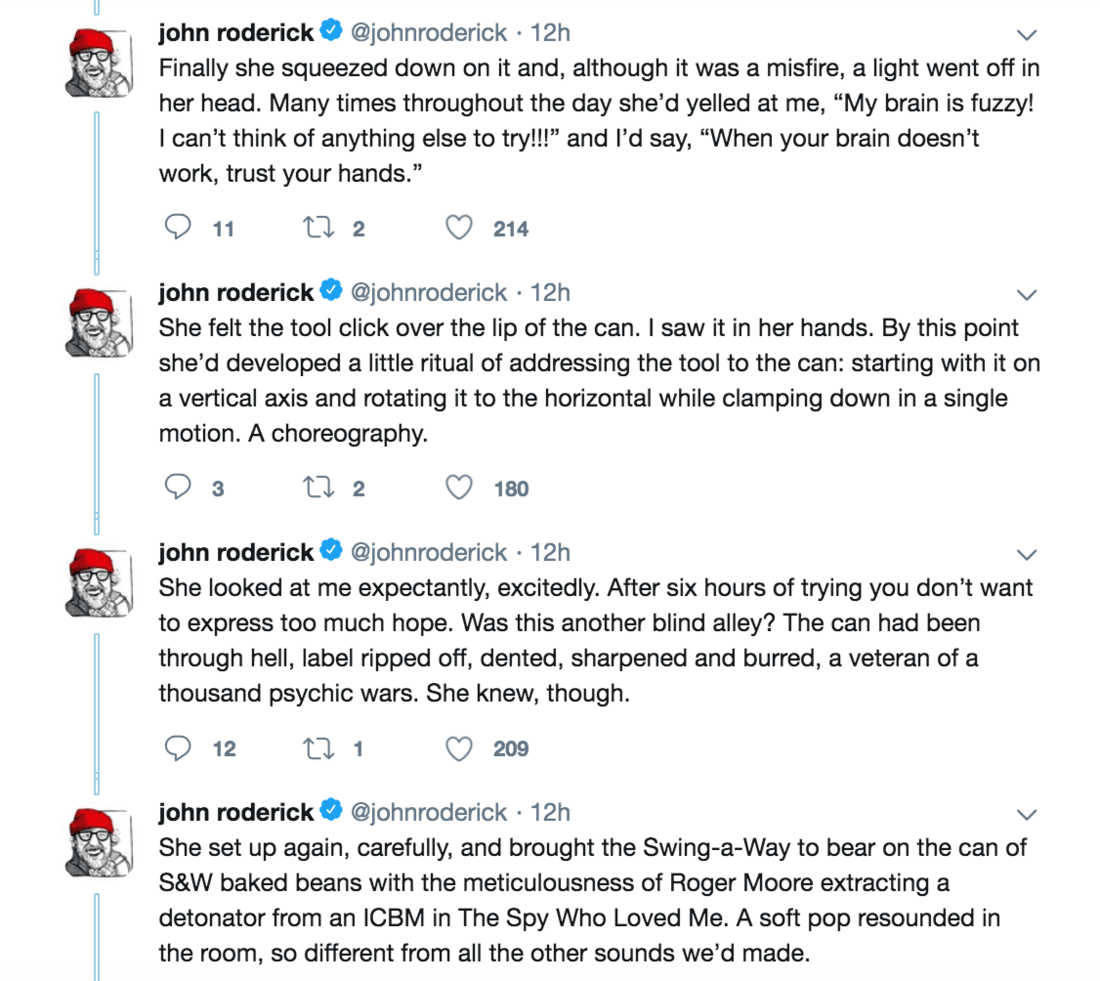 john roderick @johnroderick · 12h
Finally she squeezed down on it and, although it was a misfire, a light went off in
her head. Many times throughout the day she’d yelled at me, “My brain is fuzzy!
I can’t think of anything else to try!!!” and I’d say, “When your brain doesn’t
work, trust your hands.”
11 2 214
john roderick @johnroderick · 12h
She felt the tool click over the lip of the can. I saw it in her hands. By this point
she’d developed a little ritual of addressing the tool to the can: starting with it on
a vertical axis and rotating it to the horizontal while clamping down in a single
motion. A choreography.
3 2 180
john roderick @johnroderick · 12h
She looked at me expectantly, excitedly. After six hours of trying you don’t want
to express too much hope. Was this another blind alley? The can had been
through hell, label ripped off, dented, sharpened and burred, a veteran of a
thousand psychic wars. She knew, though.
12 1 209
john roderick @johnroderick · 12h
She set up again, carefully, and brought the Swing-a-Way to bear on the can of
S&W baked beans with the meticulousness of Roger Moore extracting a
detonator from an ICBM in The Spy Who Loved Me. A soft pop resounded in
the room, so different from all the other sounds we’d made.